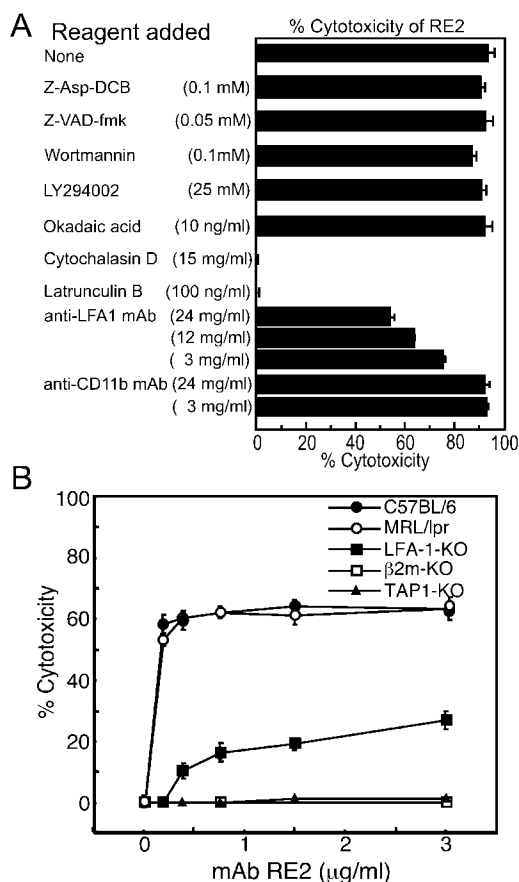 A
Reagent added
% Cytotoxicity of RE2
None
Z-Asp-DCB (0.1 mM)
Z-VAD-fmk (0.05 mM)
Wortmannin (0.1mM)
LY294002 (25 mM)
Okadaic acid (10 ng/ml)
Cytochalasin D (15 mg/ml)
Latrunculin B (100 ng/ml)
anti-LFA1 mAb (24 mg/ml)
(12 mg/ml)
( 3 mg/ml)
anti-CD11b mAb (24 mg/ml)
( 3 mg/ml)
0 20 40 60 80 100
% Cytotoxicity
B
100
80
60
40
20
0
% Cytotoxicity
C57BL/6
MRL/lpr
LFA-1-KO
β2m-KO
TAP1-KO
0 1 2 3
mAb RE2 (μg/ml)